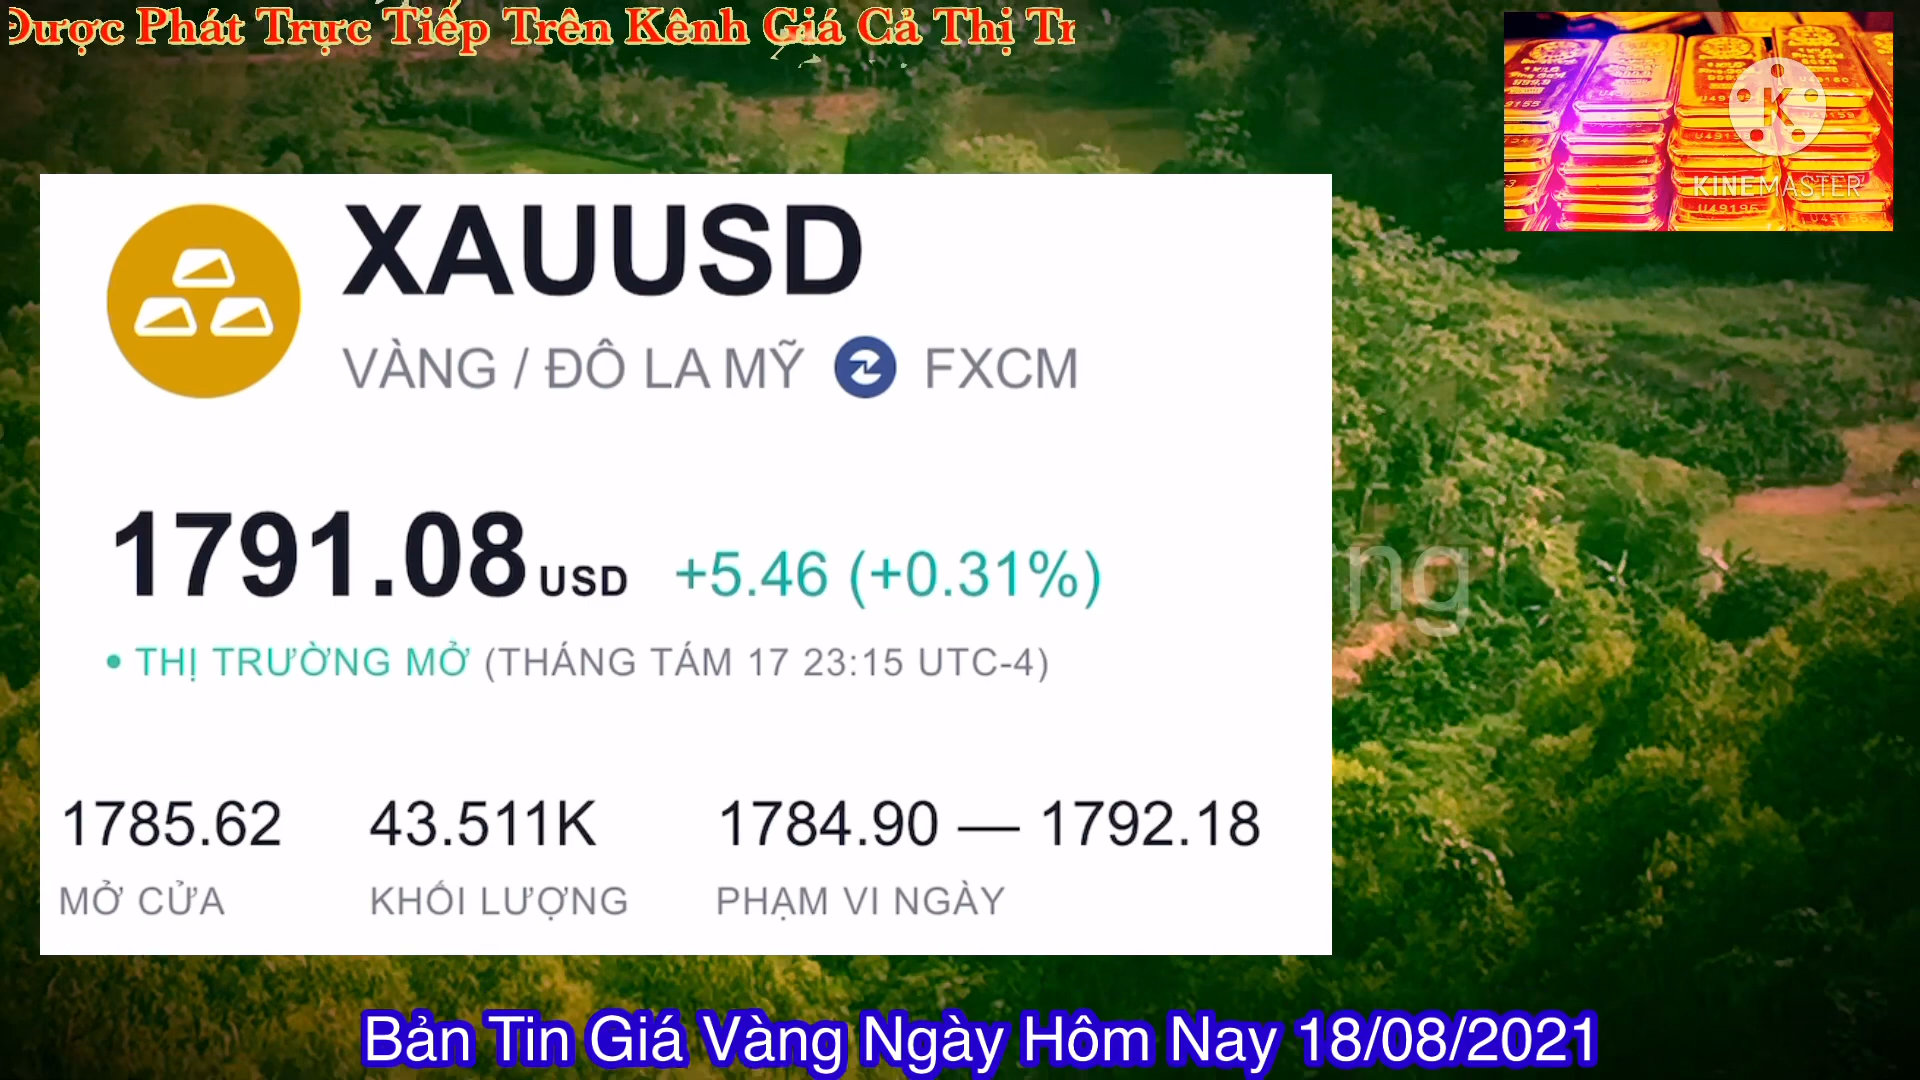 Được Phát Trực Tiếp Trên Kênh Giá Cả Thị Tr
KINEMASTER
XAUUSD
VÀNG / ĐÔ LA MỸ FXCM
1791.08 USD +5.46 (+0.31%)
ng
• THỊ TRƯỜNG MỞ (THÁNG TÁM 17 23:15 UTC-4)
1785.62 43.511K 1784.90 — 1792.18
MỞ CỬA KHỐI LƯỢNG PHẠM VI NGÀY
Bản Tin Giá Vàng Ngày Hôm Nay 18/08/2021